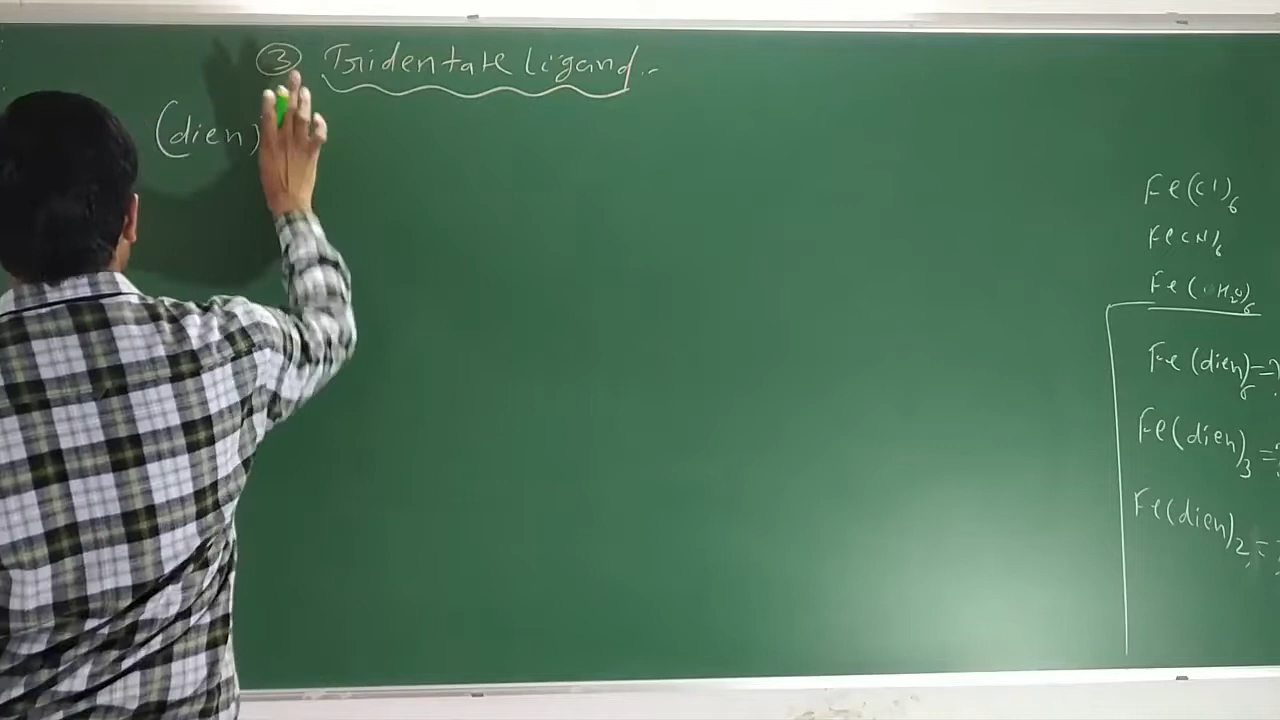 ③ Tridentate Ligand.-
(dien)
Fe(Cl)6
Fe(CN)6
Fe(H2O)6
Fe(dien)6=?
Fe(dien)3=?
Fe(dien)2=?